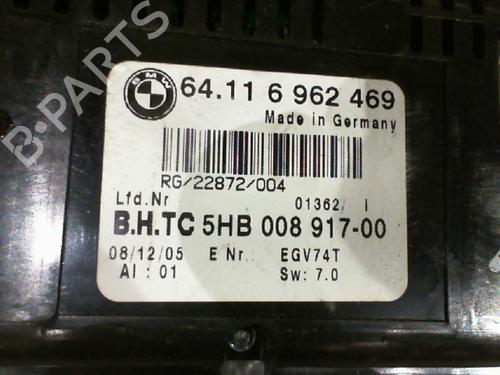 BMW
64.11 6 962 469
Made in Germany
RG/22872/004
Lfd.Nr 01362/ I
B.H.TC 5HB 008 917-00
08/12/05 E Nr.: EGV74T
AI : 01 Sw: 7.0
B-PARTS